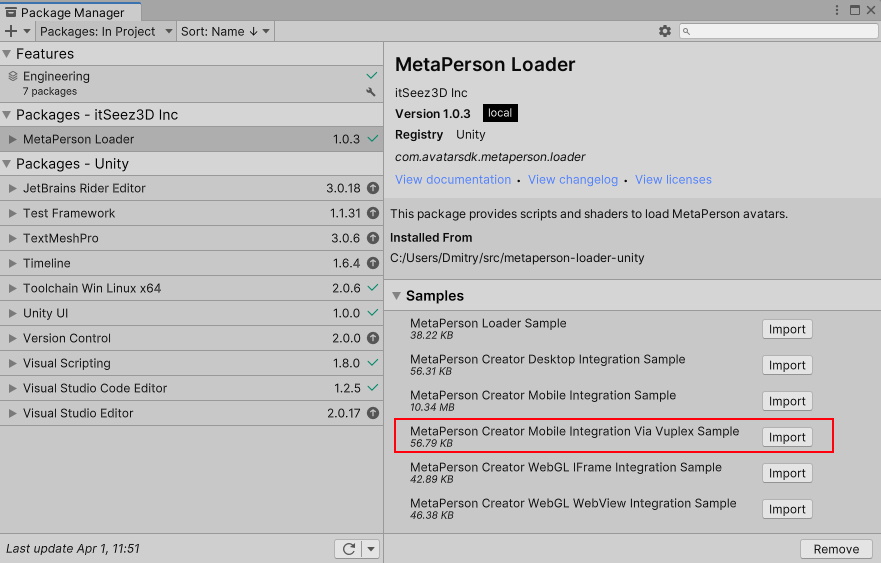 Package Manager
Packages: In Project
Sort: Name ↓
Features
Engineering
7 packages
Packages - itSeez3D Inc
MetaPerson Loader 1.0.3
Packages - Unity
JetBrains Rider Editor 3.0.18
Test Framework 1.1.31
TextMeshPro 3.0.6
Timeline 1.6.4
Toolchain Win Linux x64 2.0.6
Unity UI 1.0.0
Version Control 2.0.0
Visual Scripting 1.8.0
Visual Studio Code Editor 1.2.5
Visual Studio Editor 2.0.17
Last update Apr 1, 11:51
MetaPerson Loader
itSeez3D Inc
Version 1.0.3 local
Registry Unity
com.avatarsdk.metaperson.loader
View documentation • View changelog • View licenses
This package provides scripts and shaders to load MetaPerson avatars.
Installed From
C:/Users/Dmitry/src/metaperson-loader-unity
Samples
MetaPerson Loader Sample
38.22 KB
Import
MetaPerson Creator Desktop Integration Sample
56.31 KB
Import
MetaPerson Creator Mobile Integration Sample
10.34 MB
Import
MetaPerson Creator Mobile Integration Via Vuplex Sample
56.79 KB
Import
MetaPerson Creator WebGL IFrame Integration Sample
42.89 KB
Import
MetaPerson Creator WebGL WebView Integration Sample
46.38 KB
Import
Remove